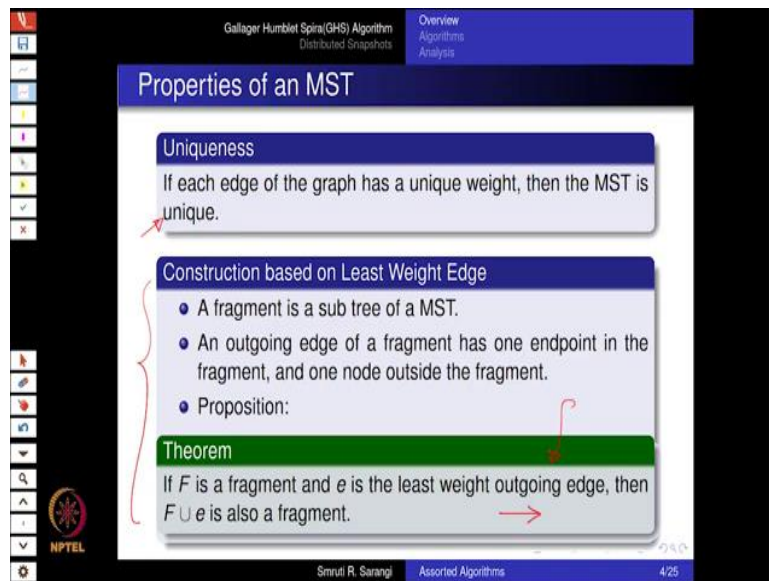 Gallager Humblet Spira(GHS) Algorithm
Distributed Snapshots
Overview
Algorithms
Analysis
Properties of an MST
Uniqueness
If each edge of the graph has a unique weight, then the MST is
unique.
Construction based on Least Weight Edge
A fragment is a sub tree of a MST.
An outgoing edge of a fragment has one endpoint in the
fragment, and one node outside the fragment.
Proposition:
Theorem
If F is a fragment and e is the least weight outgoing edge, then
F ∪ e is also a fragment.
NPTEL
Smruti R. Sarangi
Assorted Algorithms
4/25